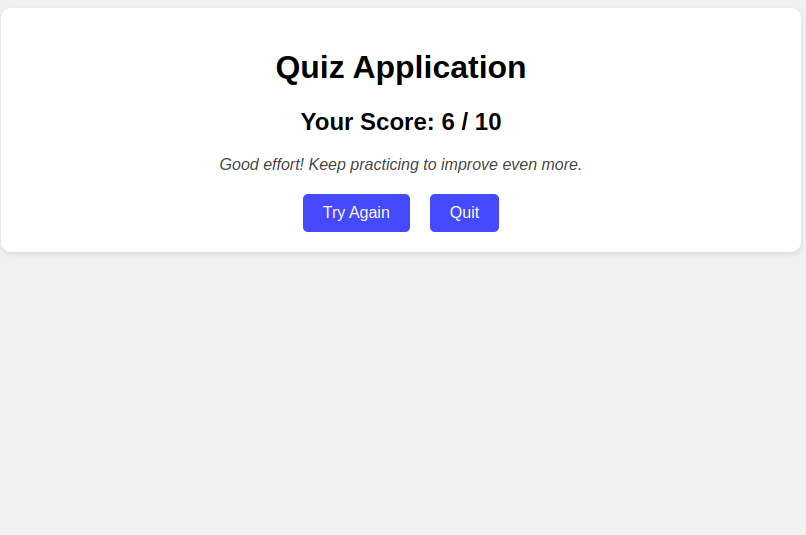 Quiz Application
Your Score: 6 / 10
Good effort! Keep practicing to improve even more.
Try Again Quit